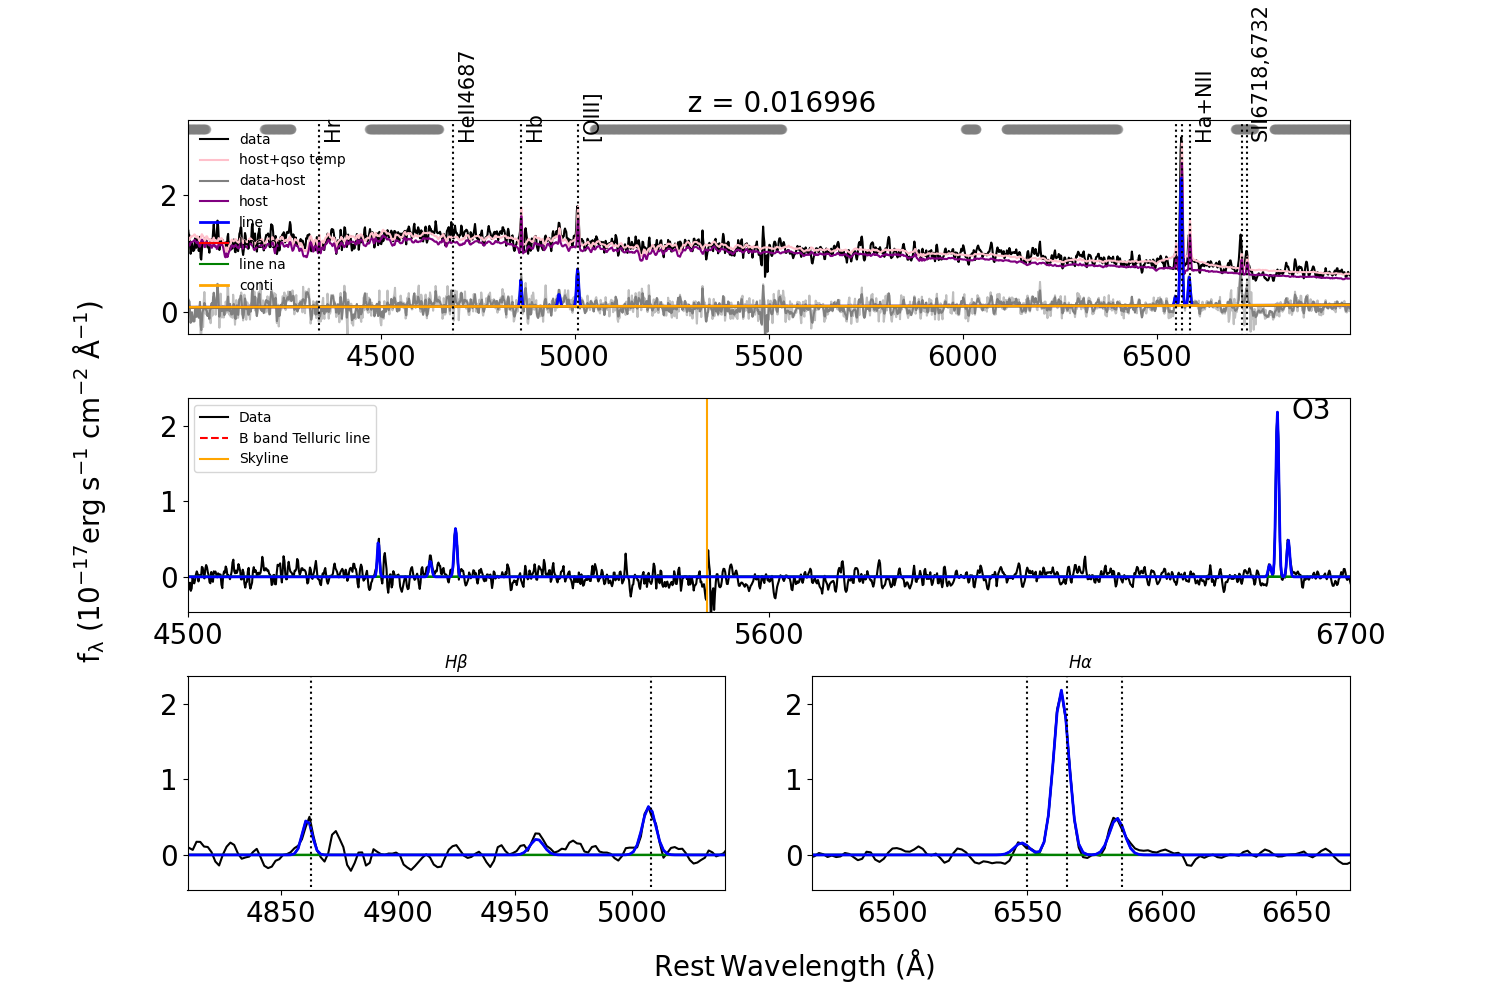 z = 0.016996
Hr
HeII4687
Hb
[OIII]
Ha+NII
SII6718,6732
data
host+qso temp
data-host
host
line
line na
conti
2
0
4500
5000
5500
6000
6500
fλ (10−17erg s−1 cm−2 Å−1)
O3
Data
B band Telluric line
Skyline
2
1
0
4500
5600
6700
Hβ
2
1
0
4850
4900
4950
5000
Hα
2
1
0
6500
6550
6600
6650
Rest Wavelength (Å)